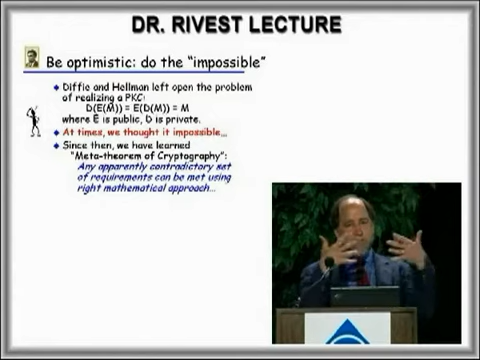 DR. RIVEST LECTURE
Be optimistic: do the "impossible"
Diffie and Hellman left open the problem
of realizing a PKC:
D(E(M)) = E(D(M)) = M
where E is public, D is private.
At times, we thought it impossible...
Since then, we have learned
"Meta-theorem of Cryptography":
Any apparently contradictory set
of requirements can be met using
right mathematical approach...